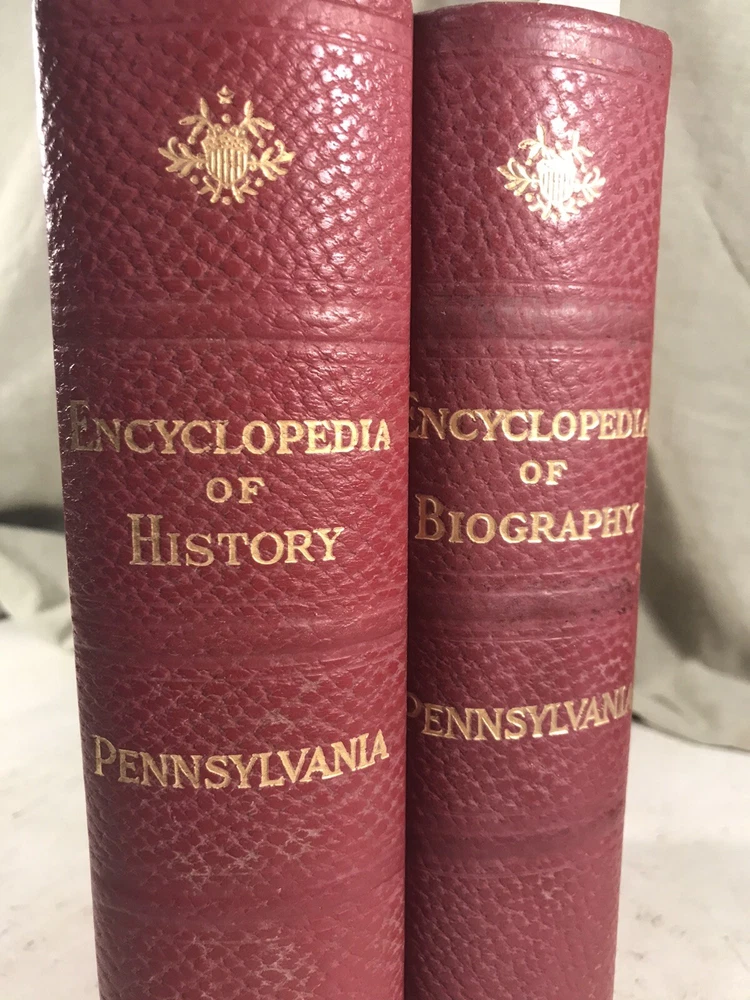 ENCYCLOPEDIA
OF
HISTORY
PENNSYLVANIA
ENCYCLOPEDIA
OF
BIOGRAPHY
PENNSYLVANIA